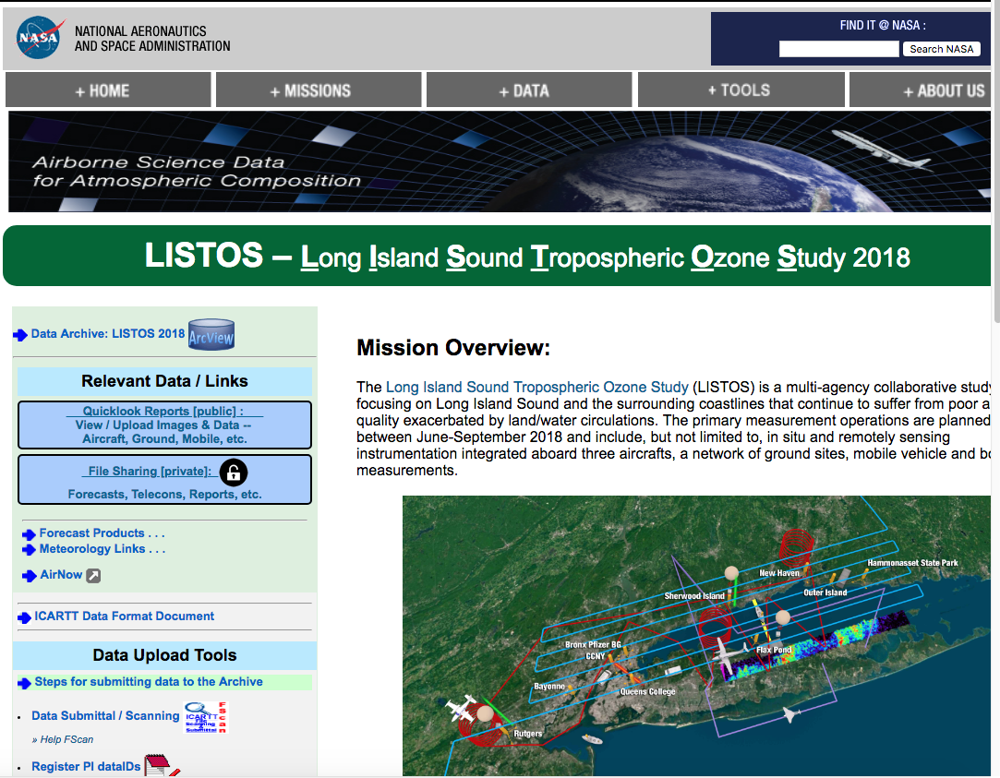 NASA
NATIONAL AERONAUTICS
AND SPACE ADMINISTRATION
FIND IT @ NASA :
Search NASA
+ HOME
+ MISSIONS
+ DATA
+ TOOLS
+ ABOUT US
Airborne Science Data
for Atmospheric Composition
LISTOS – Long Island Sound Tropospheric Ozone Study 2018
Data Archive: LISTOS 2018
ArcView
Relevant Data / Links
Quicklook Reports [public] :
View / Upload Images & Data --
Aircraft, Ground, Mobile, etc.
File Sharing [private]:
Forecasts, Telecons, Reports, etc.
Forecast Products . . .
Meteorology Links . . .
AirNow
ICARTT Data Format Document
Data Upload Tools
Steps for submitting data to the Archive
Data Submittal / Scanning
ICARTT
File
Scanning
&
Submittal
FScan
» Help FScan
Register PI dataIDs
Mission Overview:
The Long Island Sound Tropospheric Ozone Study (LISTOS) is a multi-agency collaborative study
focusing on Long Island Sound and the surrounding coastlines that continue to suffer from poor a
quality exacerbated by land/water circulations. The primary measurement operations are planned
between June-September 2018 and include, but not limited to, in situ and remotely sensing
instrumentation integrated aboard three aircrafts, a network of ground sites, mobile vehicle and bo
measurements.
Hammonasset State Park
New Haven
Outer Island
Sherwood Island
Bronx Pfizer BG
CCNY
Flax Pond
Bayonne
Queens College
Rutgers